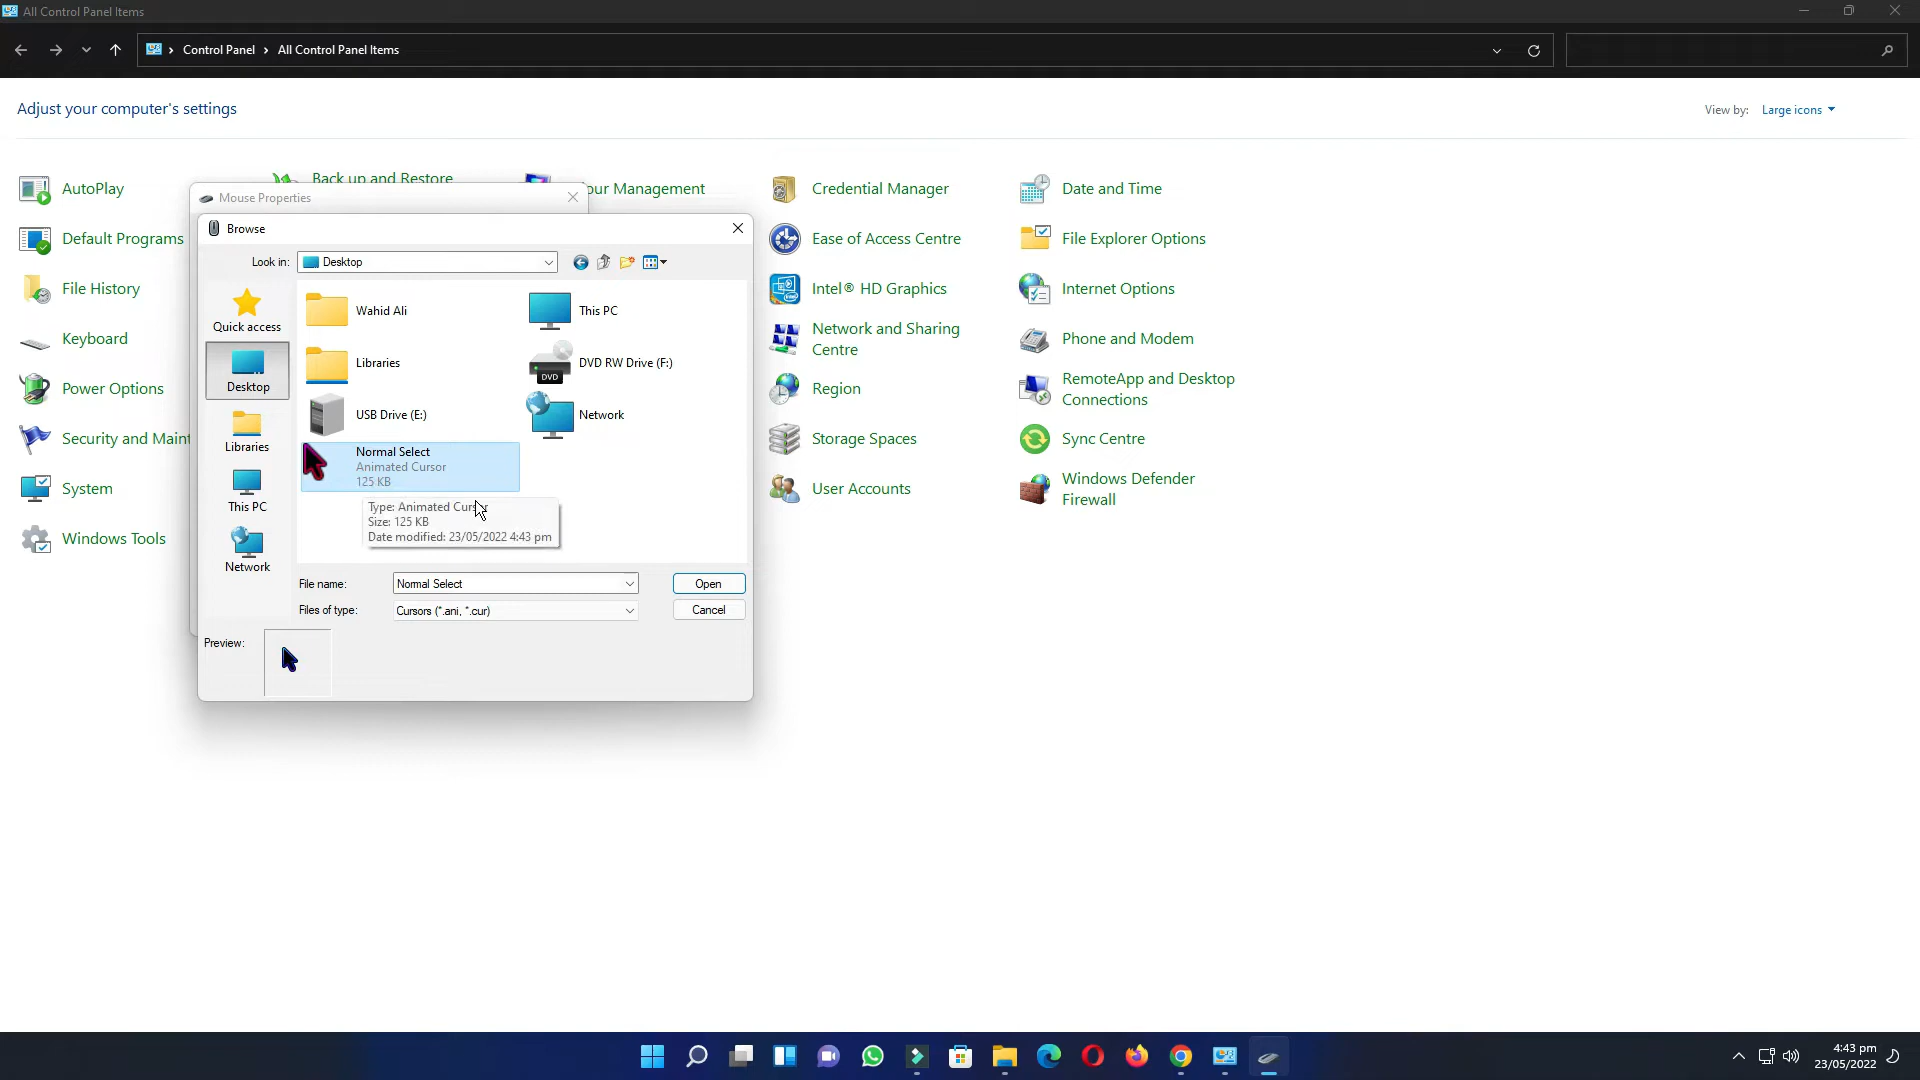 All Control Panel Items
Control Panel > All Control Panel Items
Adjust your computer's settings
View by: Large icons
AutoPlay
Back up and Restore
our Management
Credential Manager
Date and Time
Default Programs
Ease of Access Centre
File Explorer Options
File History
Intel® HD Graphics
Internet Options
Keyboard
Network and Sharing
Centre
Phone and Modem
Power Options
Region
RemoteApp and Desktop
Connections
Security and Maint
Storage Spaces
Sync Centre
System
User Accounts
Windows Defender
Firewall
Windows Tools
Mouse Properties
Browse
Look in: Desktop
Quick access
Desktop
Libraries
This PC
Network
Wahid Ali
This PC
Libraries
DVD RW Drive (F:)
DVD
USB Drive (E:)
Network
Normal Select
Animated Cursor
125 KB
Type: Animated Cursor
Size: 125 KB
Date modified: 23/05/2022 4:43 pm
File name: Normal Select
Open
Files of type: Cursors (*.ani, *.cur)
Cancel
Preview:
4:43 pm
23/05/2022